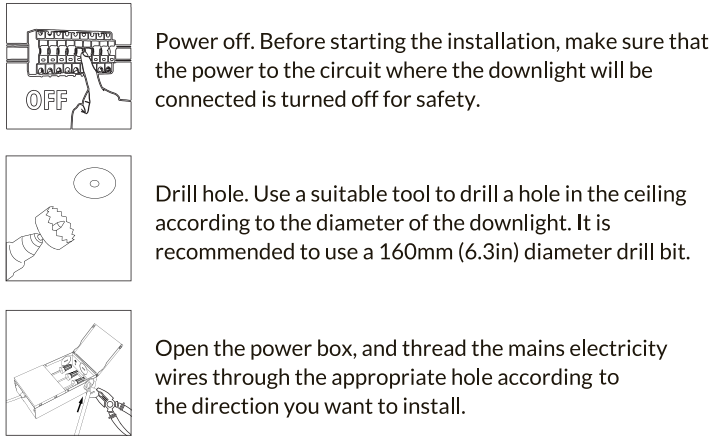 OFF
Power off. Before starting the installation, make sure that
the power to the circuit where the downlight will be
connected is turned off for safety.
Drill hole. Use a suitable tool to drill a hole in the ceiling
according to the diameter of the downlight. It is
recommended to use a 160mm (6.3in) diameter drill bit.
Open the power box, and thread the mains electricity
wires through the appropriate hole according to
the direction you want to install.